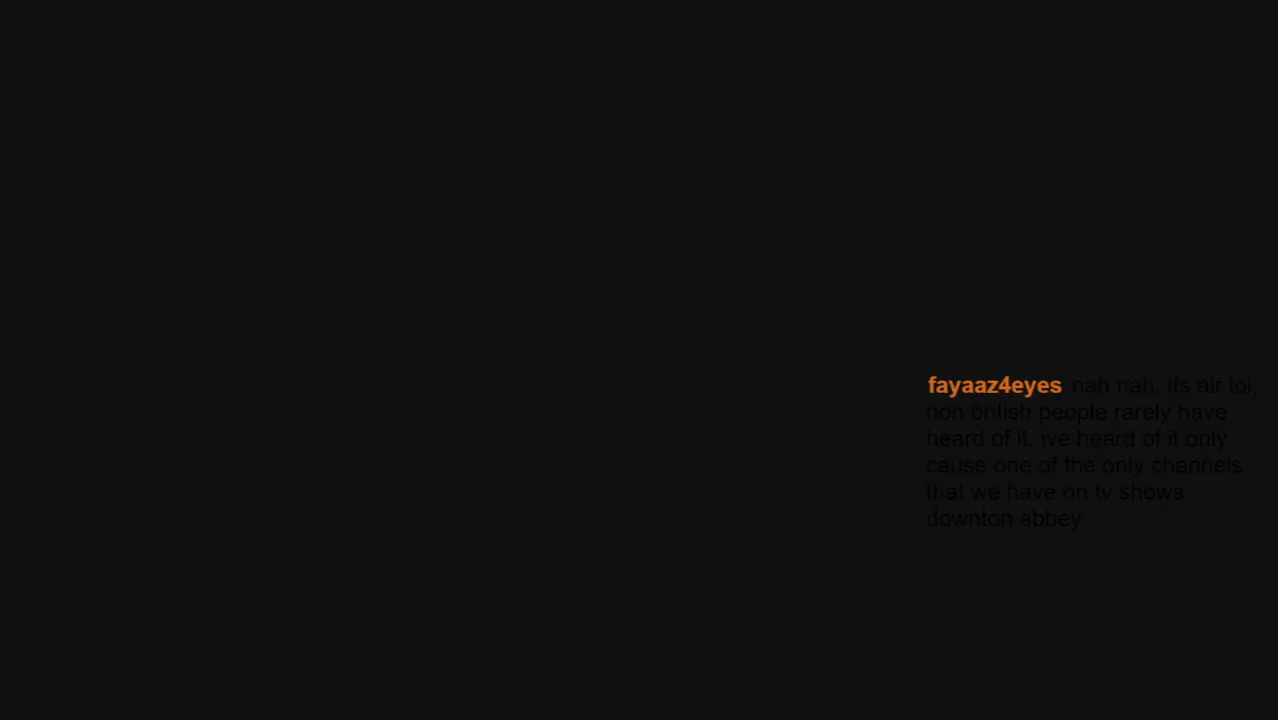 fayaaz4eyes nah nah. its alr lol,
non british people rarely have
heard of it. ive heard of it only
cause one of the only channels
that we have on tv shows
downton abbey